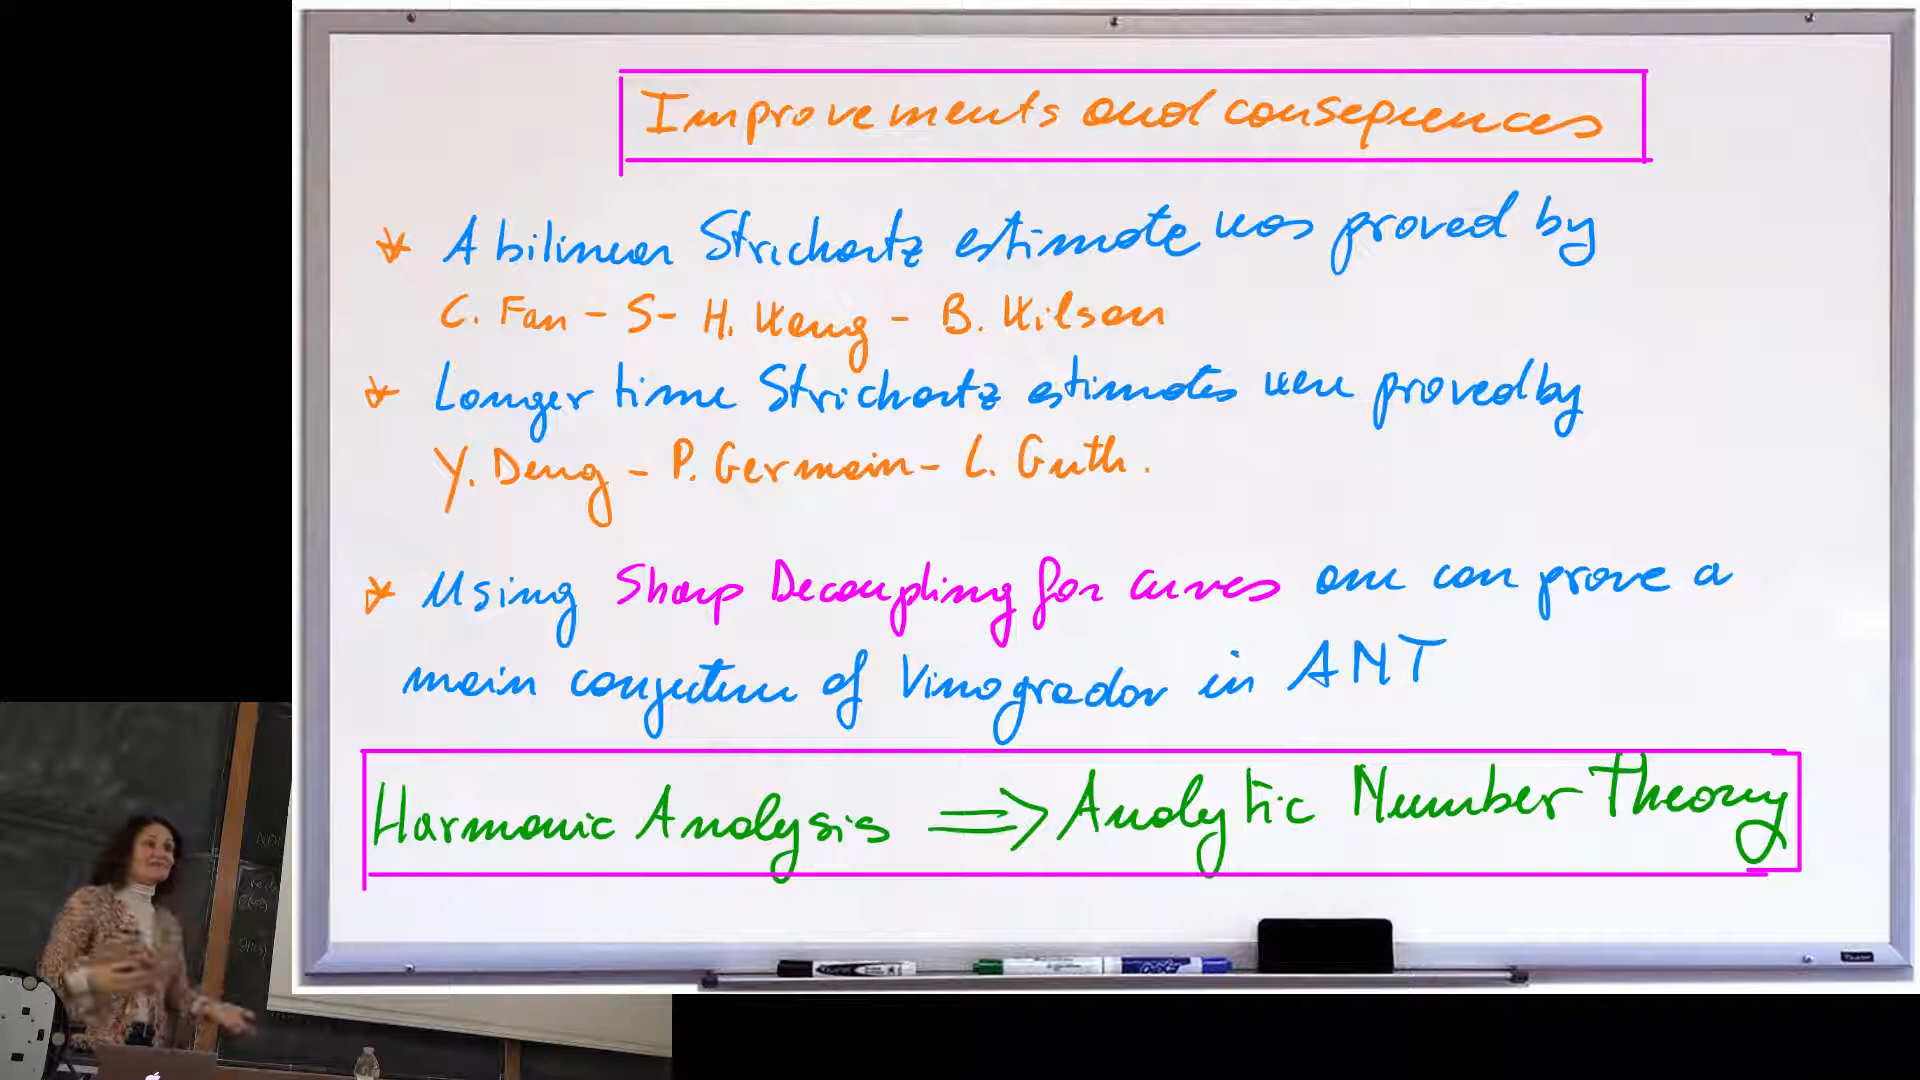 Improvements and consequences
* A bilinear Strichartz estimate was proved by
C. Fan - S - H. Wang - B. Wilson
* Longer time Strichartz estimates were proved by
Y. Deng - P. Germain - L. Guth.
* Using Sharp Decoupling for curves one can prove a
main conjecture of Vinogradov in ANT
Harmonic Analysis ⇒ Analytic Number Theory